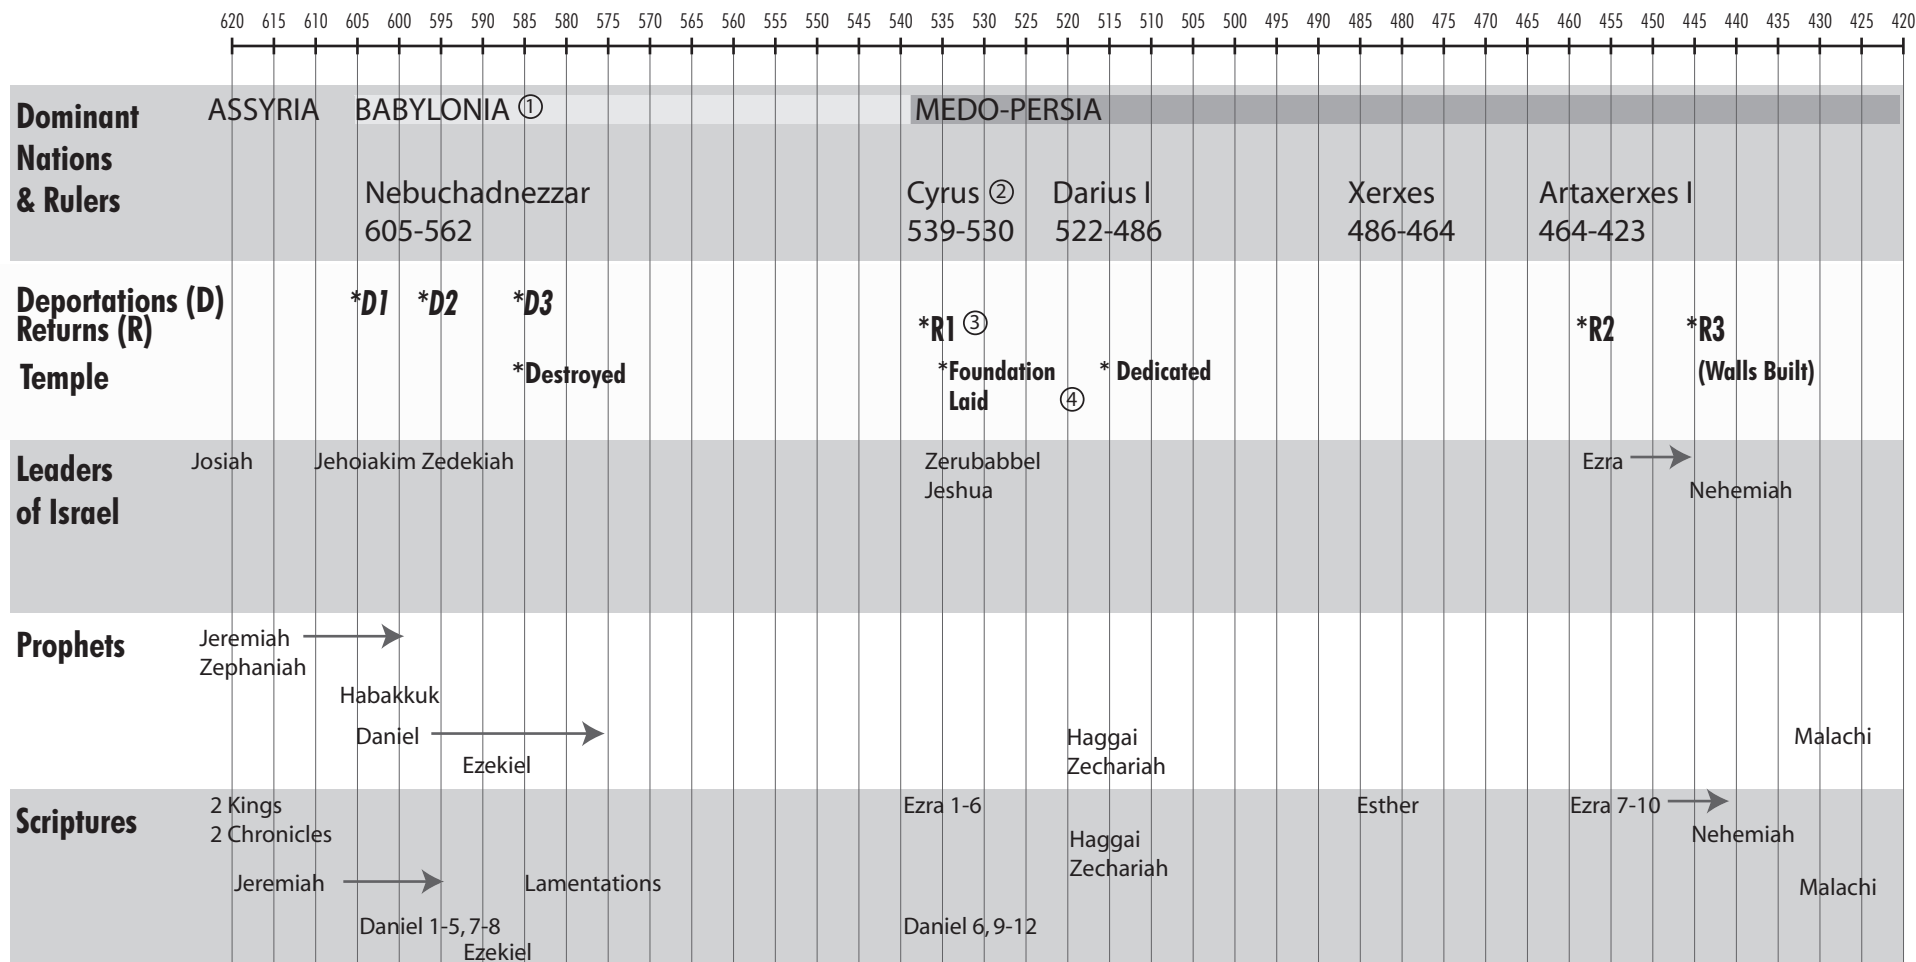 620 615 610 605 600 595 590 585 580 575 570 565 560 555 550 545 540 535 530 525 520 515 510 505 500 495 490 485 480 475 470 465 460 455 450 445 440 435 430 425 420
Dominant
Nations
& Rulers
ASSYRIA BABYLONIA ① MEDO-PERSIA
Nebuchadnezzar Cyrus ② Darius I Xerxes Artaxerxes I
605-562 539-530 522-486 486-464 464-423
Deportations (D) *D1 *D2 *D3
Returns (R) *R1 ③ *R2 *R3
Temple *Destroyed *Foundation * Dedicated (Walls Built)
Laid ④
Leaders
of Israel
Josiah Jehoiakim Zedekiah Zerubabbel Ezra
Jeshua Nehemiah
Prophets
Jeremiah
Zephaniah
Habakkuk
Daniel Haggai Malachi
Ezekiel Zechariah
Scriptures
2 Kings Ezra 1-6 Esther Ezra 7-10
2 Chronicles Haggai Nehemiah
Zechariah
Jeremiah Lamentations Malachi
Daniel 1-5, 7-8 Daniel 6, 9-12
Ezekiel